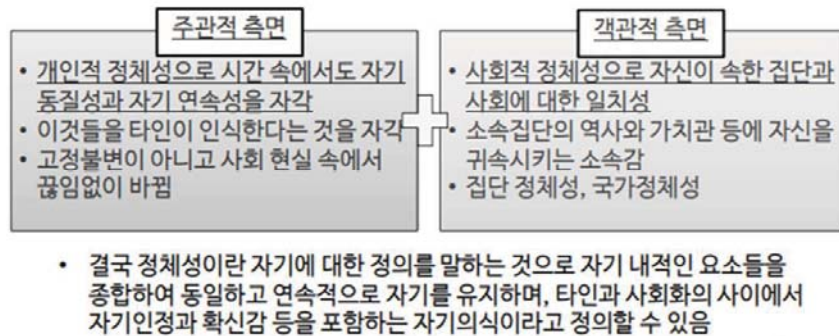 주관적 측면
• 개인적 정체성으로 시간 속에서도 자기
동질성과 자기 연속성을 자각
• 이것들을 타인이 인식한다는 것을 자각
• 고정불변이 아니고 사회 현실 속에서
끊임없이 바뀜
객관적 측면
• 사회적 정체성으로 자신이 속한 집단과
사회에 대한 일치성
• 소속집단의 역사와 가치관 등에 자신을
귀속시키는 소속감
• 집단 정체성, 국가정체성
• 결국 정체성이란 자기에 대한 정의를 말하는 것으로 자기 내적인 요소들을
종합하여 동일하고 연속적으로 자기를 유지하며, 타인과 사회화의 사이에서
자기인정과 확신감 등을 포함하는 자기의식이라고 정의할 수 있음